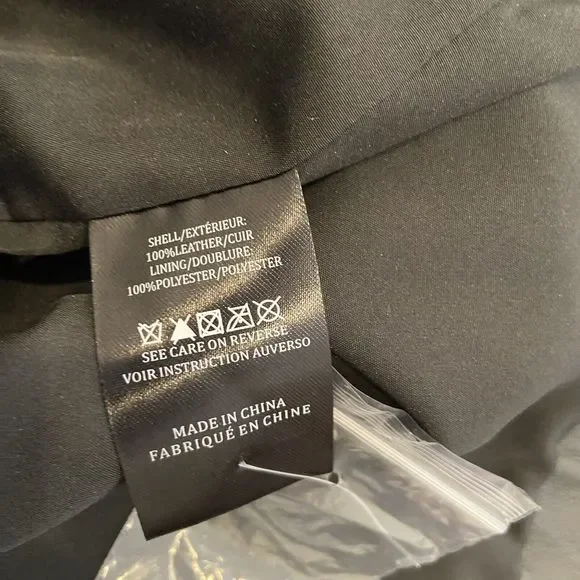 SHELL/EXTÉRIEUR:
100%LEATHER/CUIR
LINING/DOUBLURE:
100%POLYESTER/POLYESTER
SEE CARE ON REVERSE
VOIR INSTRUCTION AUVERSO
MADE IN CHINA
FABRIQUÉ EN CHINE